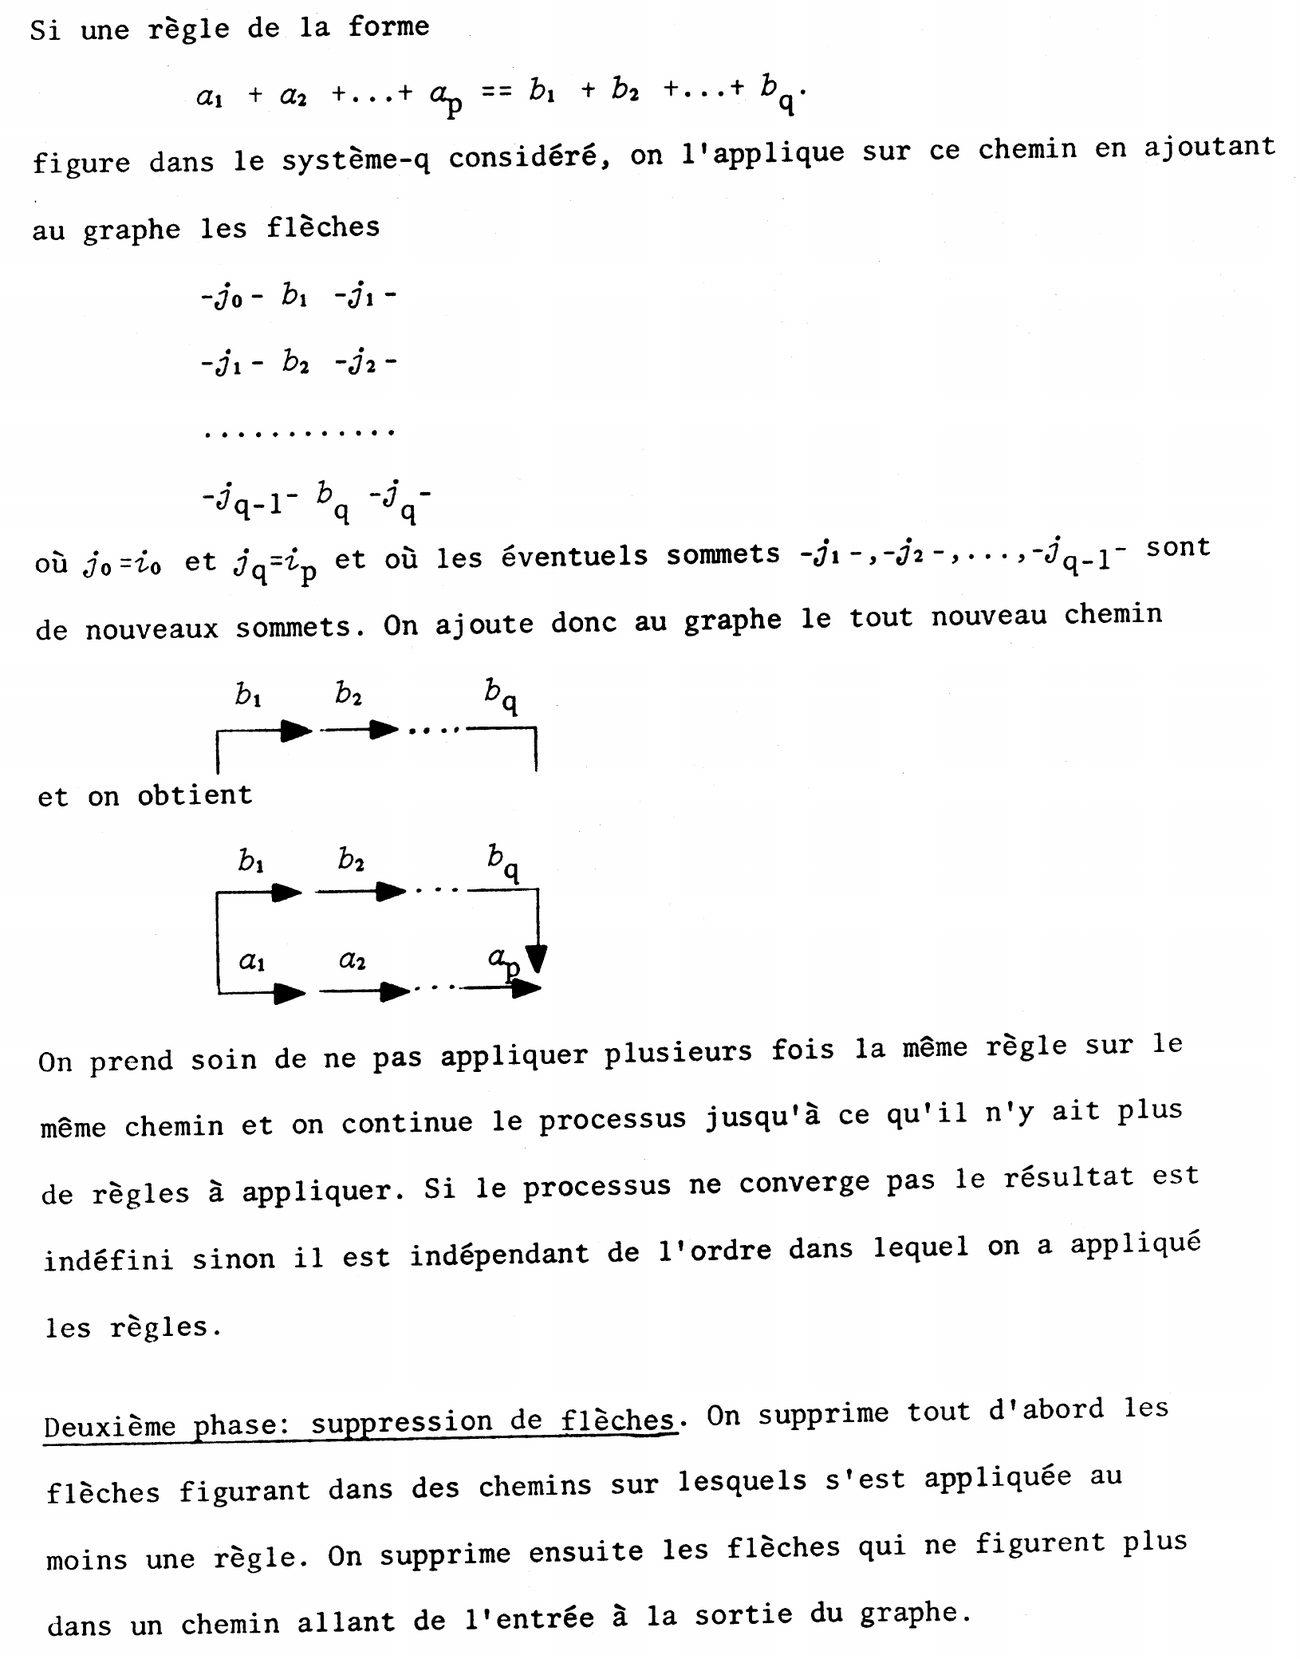 Si une règle de la forme
a₁ + a₂ +...+ aₚ == b₁ + b₂ +...+ b_q.
figure dans le système-q considéré, on l'applique sur ce chemin en ajoutant
au graphe les flèches
-j₀- b₁ -j₁-
-j₁- b₂ -j₂-
............
-j_q-1- b_q -j_q-
où j₀=i₀ et j_q=iₚ et où les éventuels sommets -j₁-,-j₂-,...,-j_q-1- sont
de nouveaux sommets. On ajoute donc au graphe le tout nouveau chemin
b₁ b₂ .... b_q
et on obtient
b₁ b₂ ... b_q
a₁ a₂ ... aₚ
On prend soin de ne pas appliquer plusieurs fois la même règle sur le
même chemin et on continue le processus jusqu'à ce qu'il n'y ait plus
de règles à appliquer. Si le processus ne converge pas le résultat est
indéfini sinon il est indépendant de l'ordre dans lequel on a appliqué
les règles.
Deuxième phase: suppression de flèches. On supprime tout d'abord les
flèches figurant dans des chemins sur lesquels s'est appliquée au
moins une règle. On supprime ensuite les flèches qui ne figurent plus
dans un chemin allant de l'entrée à la sortie du graphe.